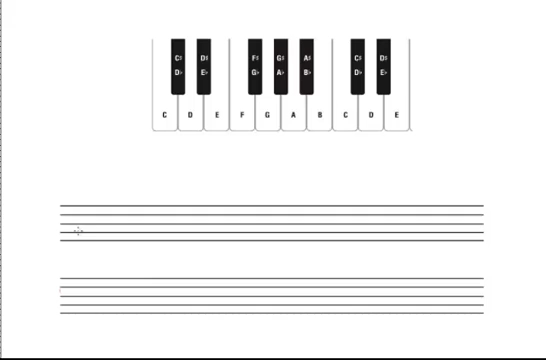 C♯ D♯ F♯ G♯ A♯ C♯ D♯
D♭ E♭ G♭ A♭ B♭ D♭ E♭
C D E F G A B C D E